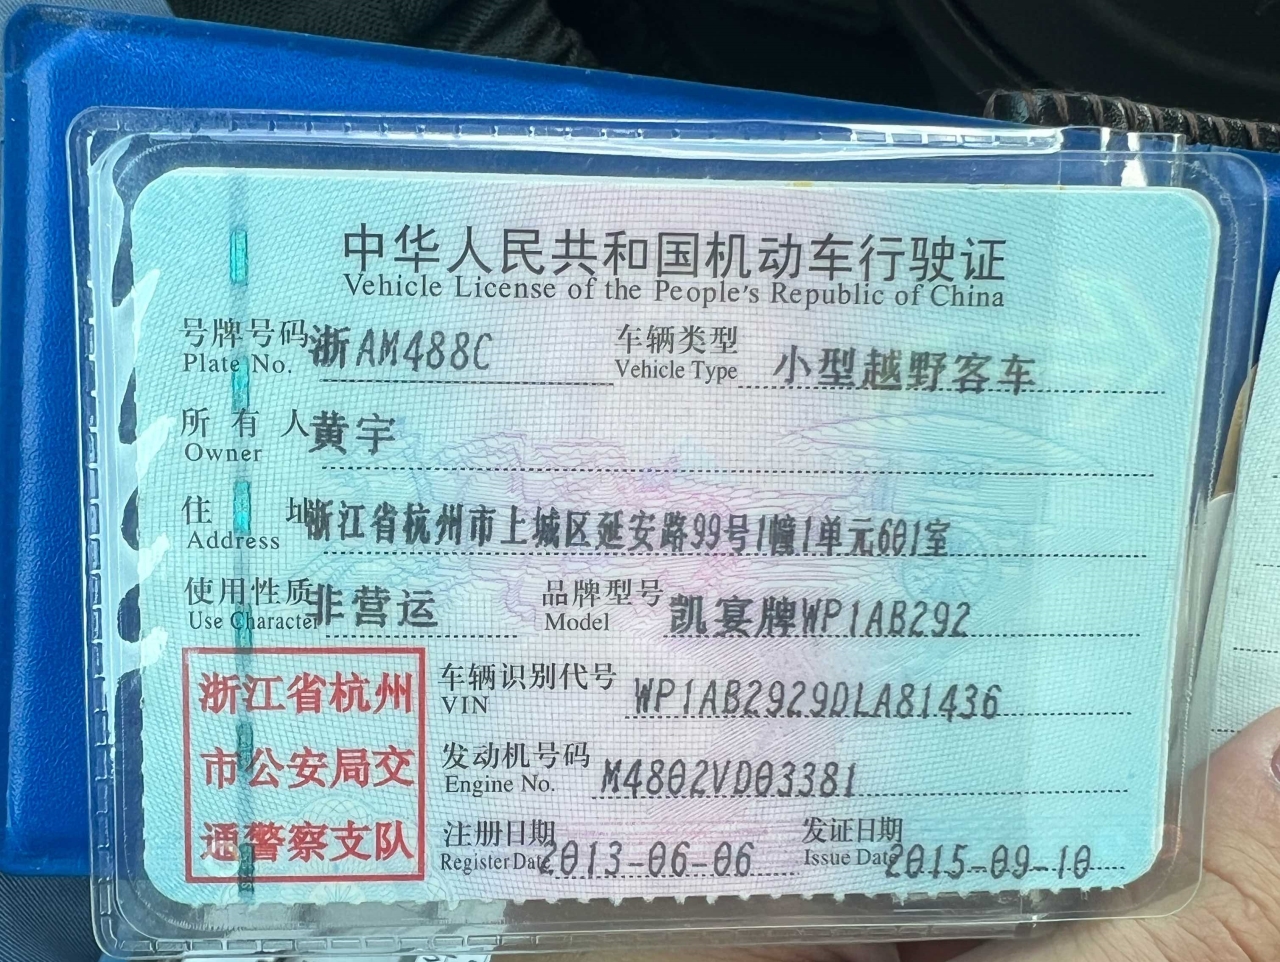 中华人民共和国机动车行驶证
Vehicle License of the People's Republic of China
号牌号码 浙AM488C 车辆类型 小型越野客车
Plate No. Vehicle Type
所有人 黄宇
Owner
住址 浙江省杭州市上城区延安路99号1幢1单元601室
Address
使用性质 非营运 品牌型号 凯宴牌WP1AB292
Use Character Model
浙江省杭州
市公安局交
通警察支队
车辆识别代号 WP1AB2929DLA81436
VIN
发动机号码 M4802VD03381
Engine No.
注册日期 2013-06-06 发证日期 2015-09-10
Register Date Issue Date